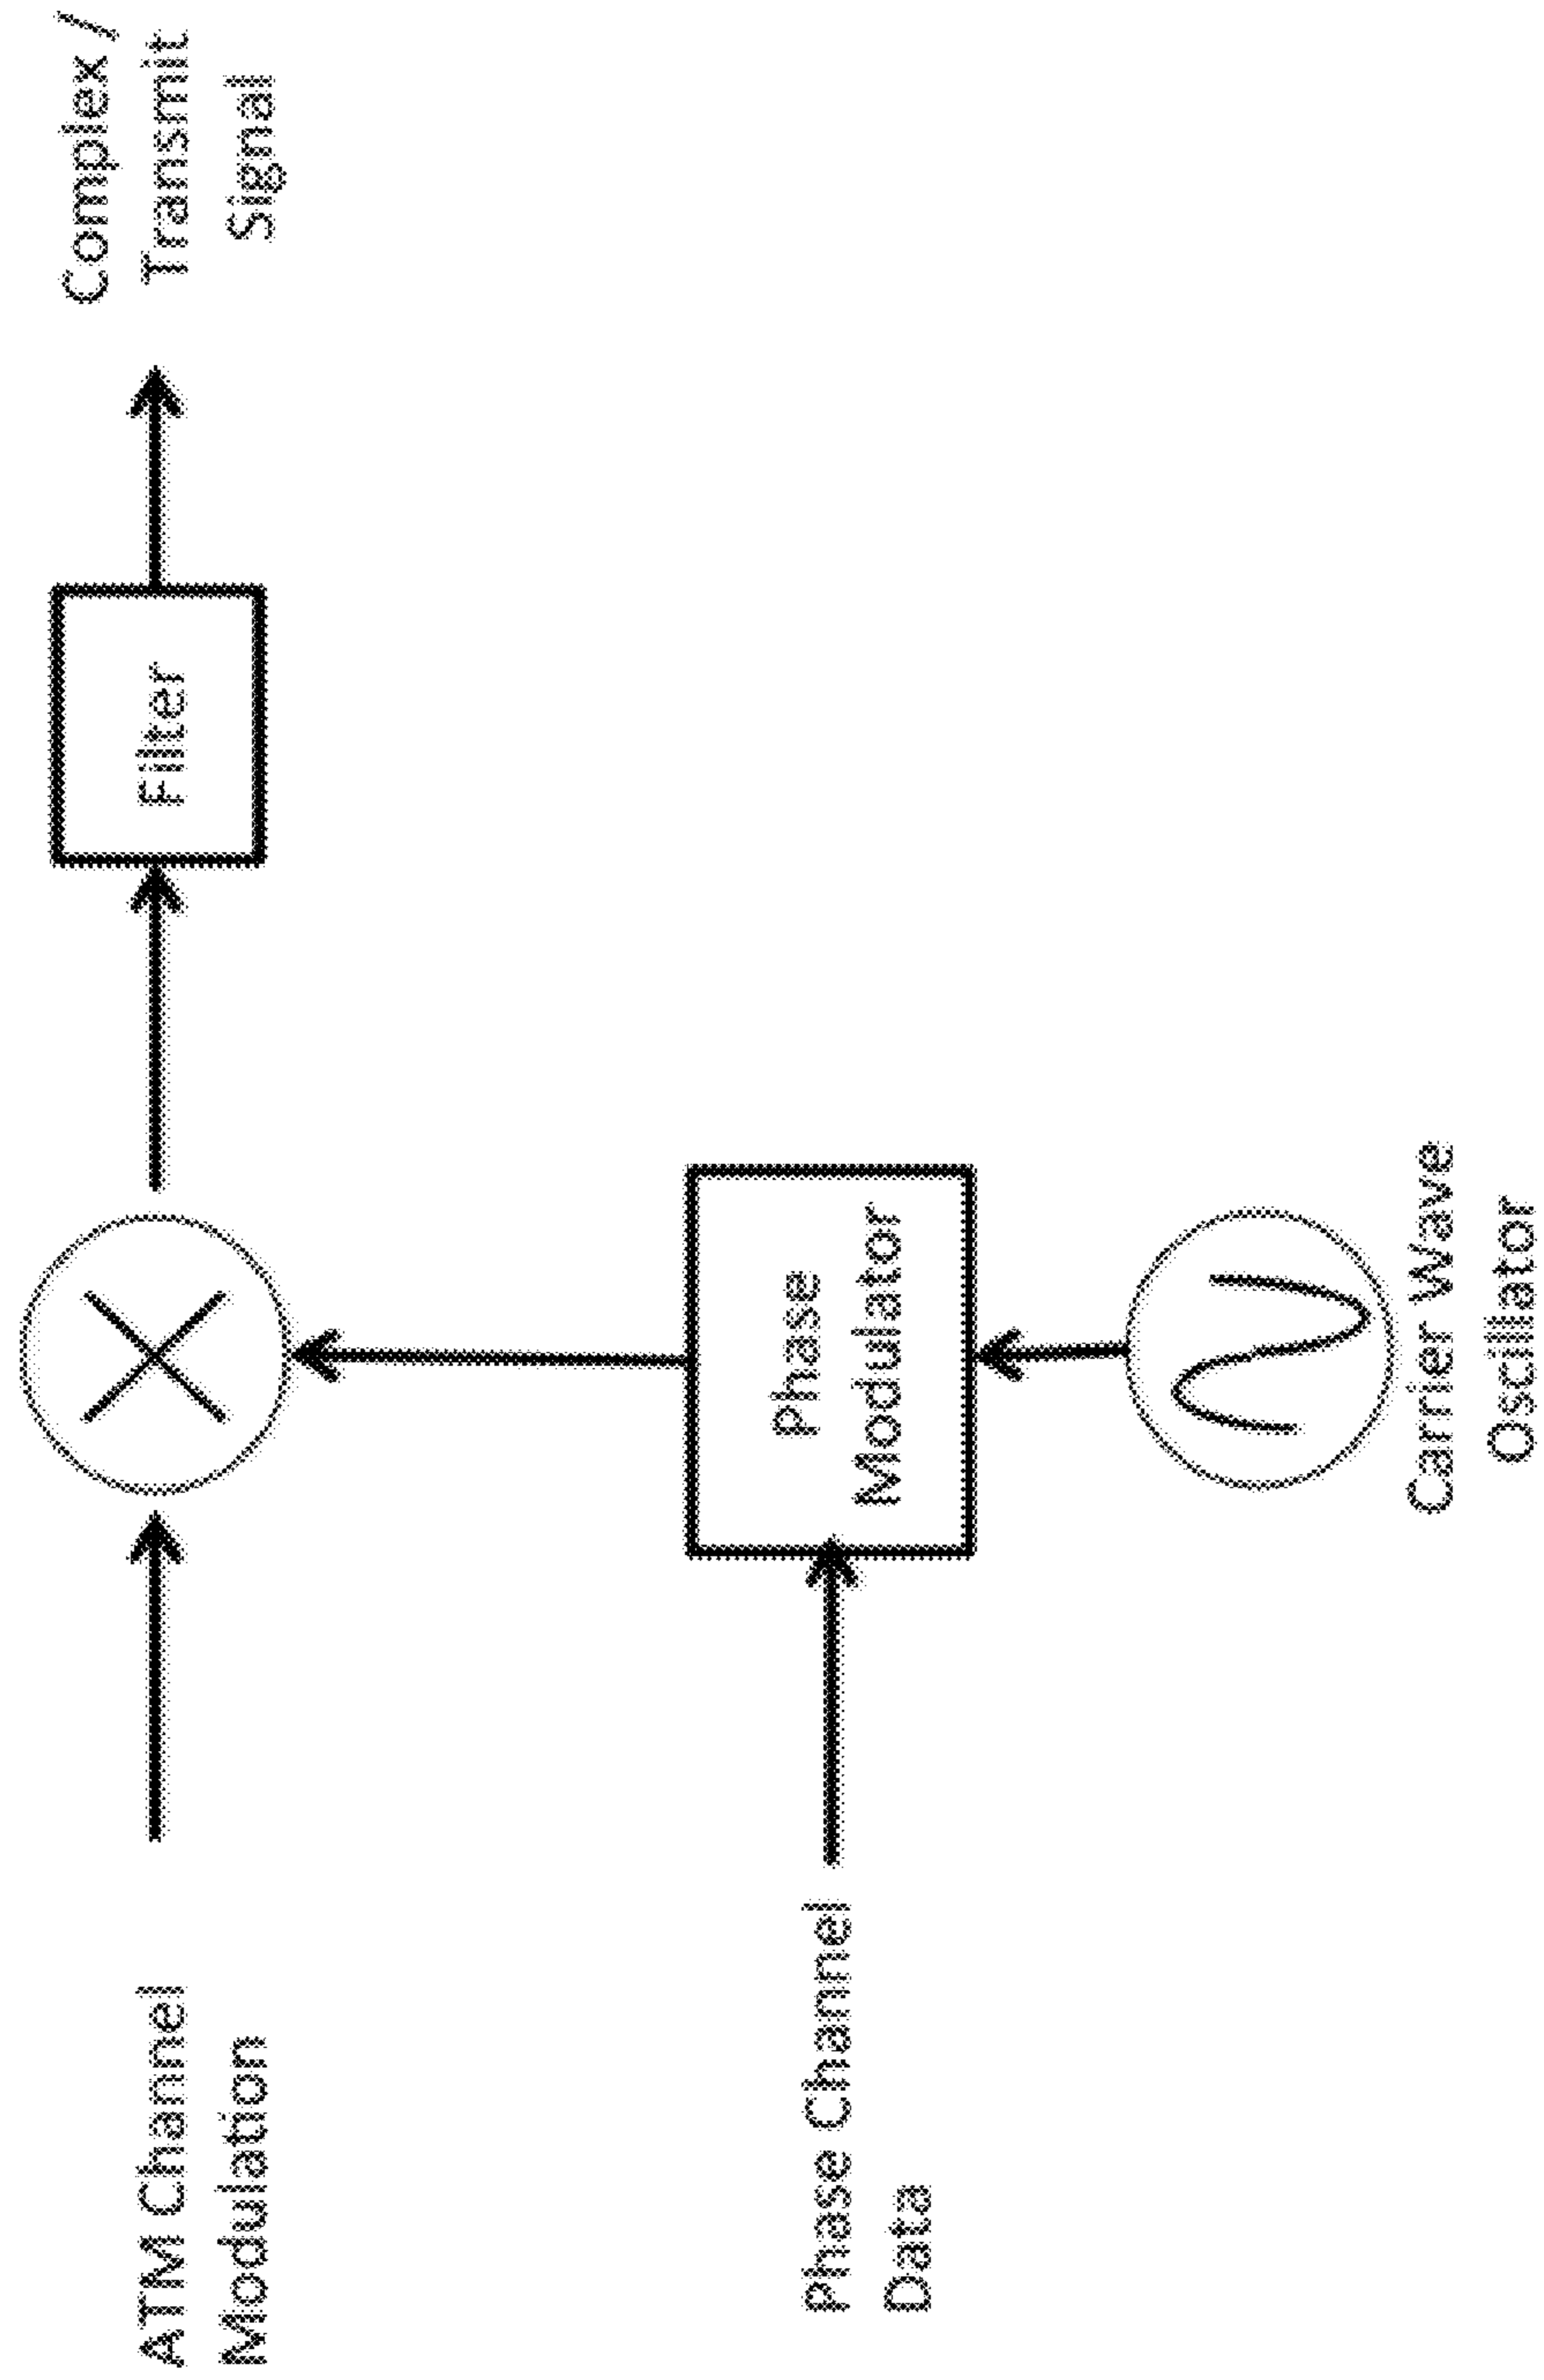 ATM Channel
Modulation
Filter
Complex /
Transmit
Signal
Phase Channel
Data
Phase
Modulator
Carrier Wave
Oscillator